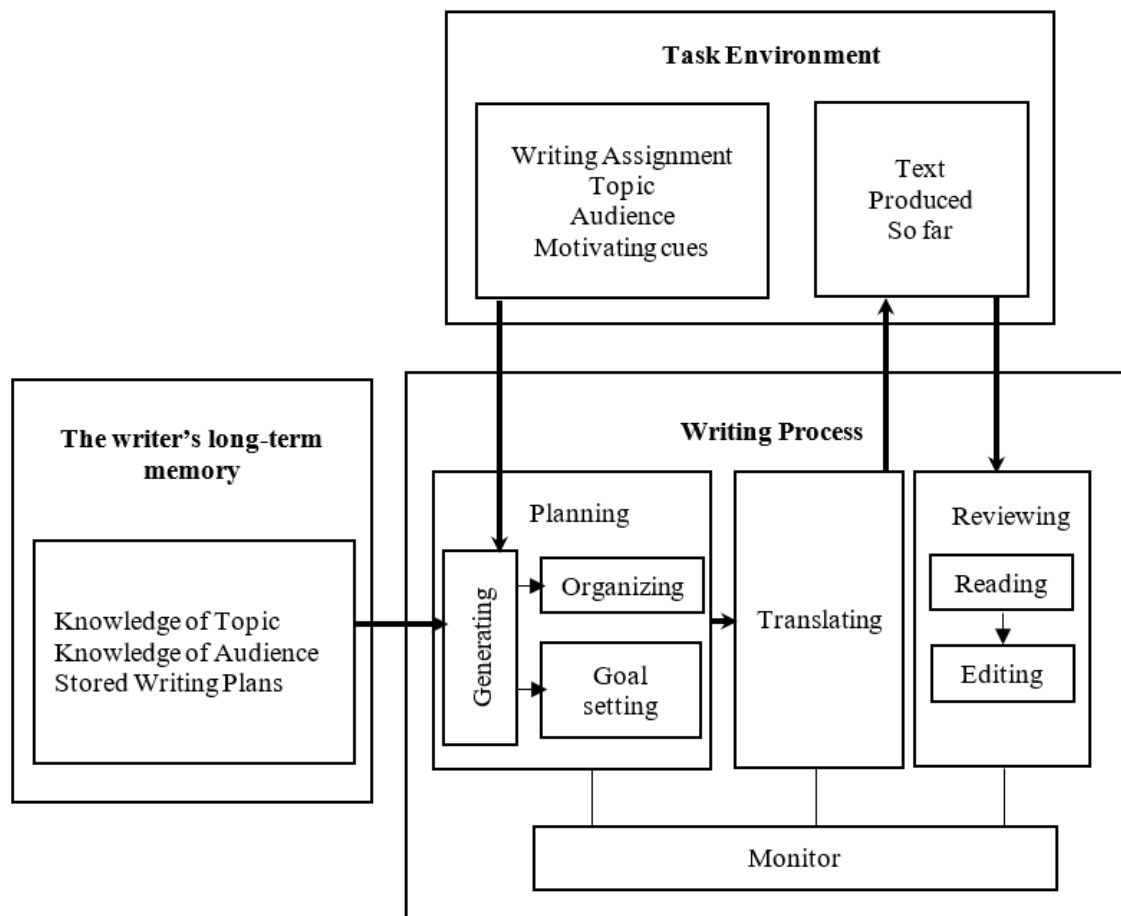 Task Environment
Writing Assignment
Topic
Audience
Motivating cues
Text
Produced
So far
The writer’s long-term
memory
Knowledge of Topic
Knowledge of Audience
Stored Writing Plans
Writing Process
Planning
Generating
Organizing
Goal
setting
Translating
Reviewing
Reading
Editing
Monitor